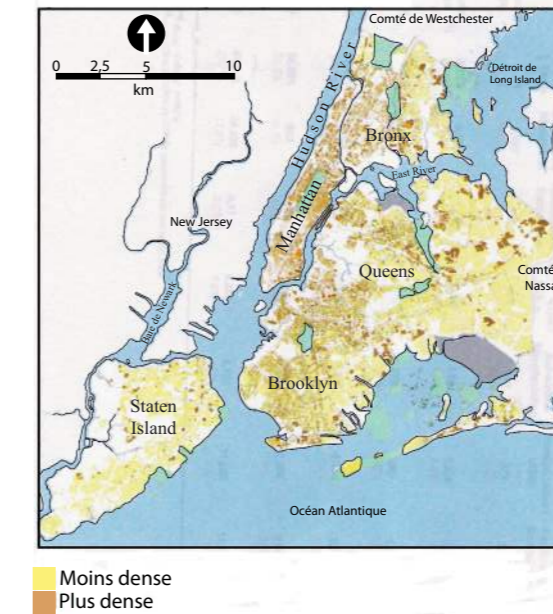 Comté de Westchester
0 2,5 5 10
km
Détroit de
Long Island
Hudson River
Bronx
East River
Manhattan
New Jersey
Queens
Comté
Nassa
Baie de Newark
Brooklyn
Staten
Island
Océan Atlantique
Moins dense
Plus dense